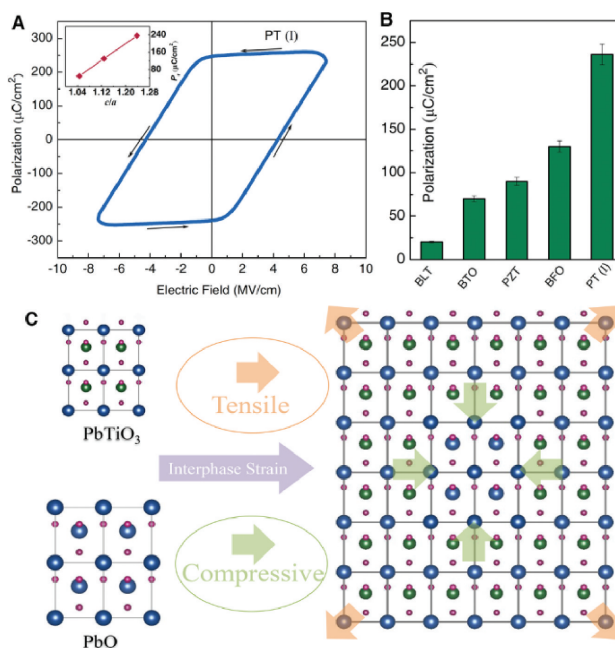 A
PT (I)
300
200
100
0
-100
-200
-300
Polarization (μC/cm²)
-10 -8 -6 -4 -2 0 2 4 6 8 10
Electric Field (MV/cm)
240
160
80
Pᵣ (μC/cm²)
1.04 1.12 1.20 1.28
c/a
B
250
200
150
100
50
0
Polarization (μC/cm²)
BLT BTO PZT BFO PT (I)
C
PbTiO₃
Tensile
Interphase Strain
Compressive
PbO